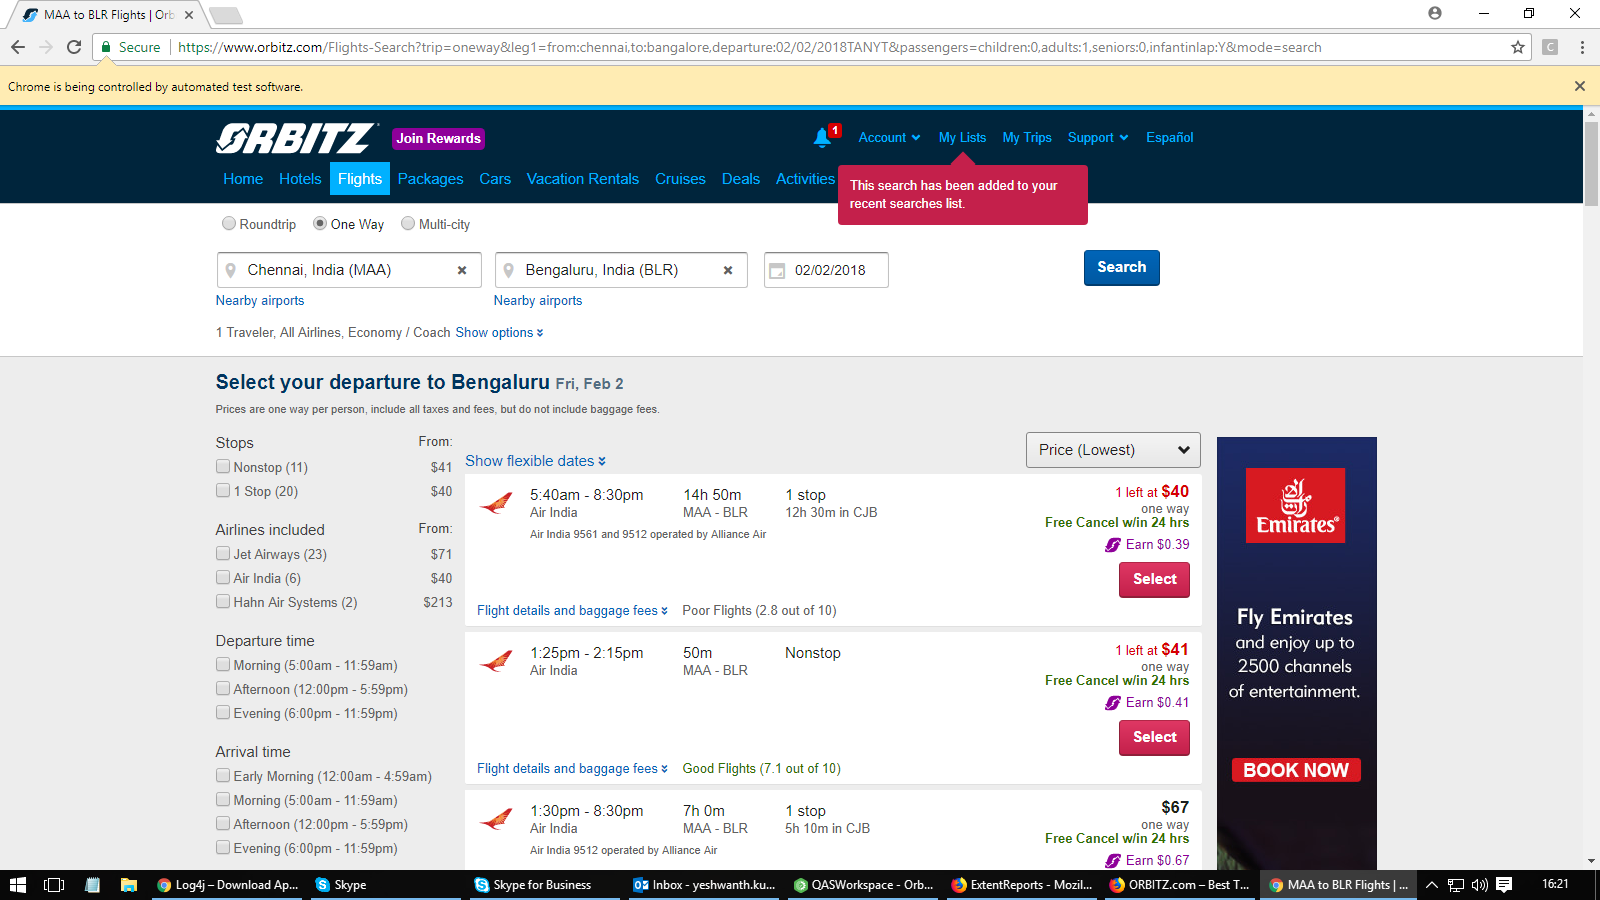 MAA to BLR Flights | Orb
Secure
https://www.orbitz.com/Flights-Search?trip=oneway&leg1=from:chennai,to:bangalore,departure:02/02/2018TANYT&passengers=children:0,adults:1,seniors:0,infantinlap:Y&mode=search
Chrome is being controlled by automated test software.
ORBITZ
Join Rewards
1
Account
My Lists
My Trips
Support
Español
Home
Hotels
Flights
Packages
Cars
Vacation Rentals
Cruises
Deals
Activities
This search has been added to your
recent searches list.
Roundtrip
One Way
Multi-city
Chennai, India (MAA)
Bengaluru, India (BLR)
02/02/2018
Search
Nearby airports
Nearby airports
1 Traveler, All Airlines, Economy / Coach Show options
Select your departure to Bengaluru Fri, Feb 2
Prices are one way per person, include all taxes and fees, but do not include baggage fees.
Stops From:
Nonstop (11) $41
1 Stop (20) $40
Airlines included From:
Jet Airways (23) $71
Air India (6) $40
Hahn Air Systems (2) $213
Departure time
Morning (5:00am - 11:59am)
Afternoon (12:00pm - 5:59pm)
Evening (6:00pm - 11:59pm)
Arrival time
Early Morning (12:00am - 4:59am)
Morning (5:00am - 11:59am)
Afternoon (12:00pm - 5:59pm)
Evening (6:00pm - 11:59pm)
Show flexible dates
Price (Lowest)
5:40am - 8:30pm 14h 50m 1 stop 1 left at $40
Air India MAA - BLR 12h 30m in CJB one way
Free Cancel w/in 24 hrs
Air India 9561 and 9512 operated by Alliance Air
Earn $0.39
Select
Flight details and baggage fees Poor Flights (2.8 out of 10)
1:25pm - 2:15pm 50m Nonstop 1 left at $41
Air India MAA - BLR one way
Free Cancel w/in 24 hrs
Earn $0.41
Select
Flight details and baggage fees Good Flights (7.1 out of 10)
1:30pm - 8:30pm 7h 0m 1 stop $67
Air India MAA - BLR 5h 10m in CJB one way
Free Cancel w/in 24 hrs
Air India 9512 operated by Alliance Air
Earn $0.67
Emirates
Fly Emirates
and enjoy up to
2500 channels
of entertainment.
BOOK NOW
Log4j – Download Ap...
Skype
Skype for Business
Inbox - yeshwanth.ku...
QASWorkspace - Orb...
ExtentReports - Mozil...
ORBITZ.com – Best T...
MAA to BLR Flights | ...
16:21